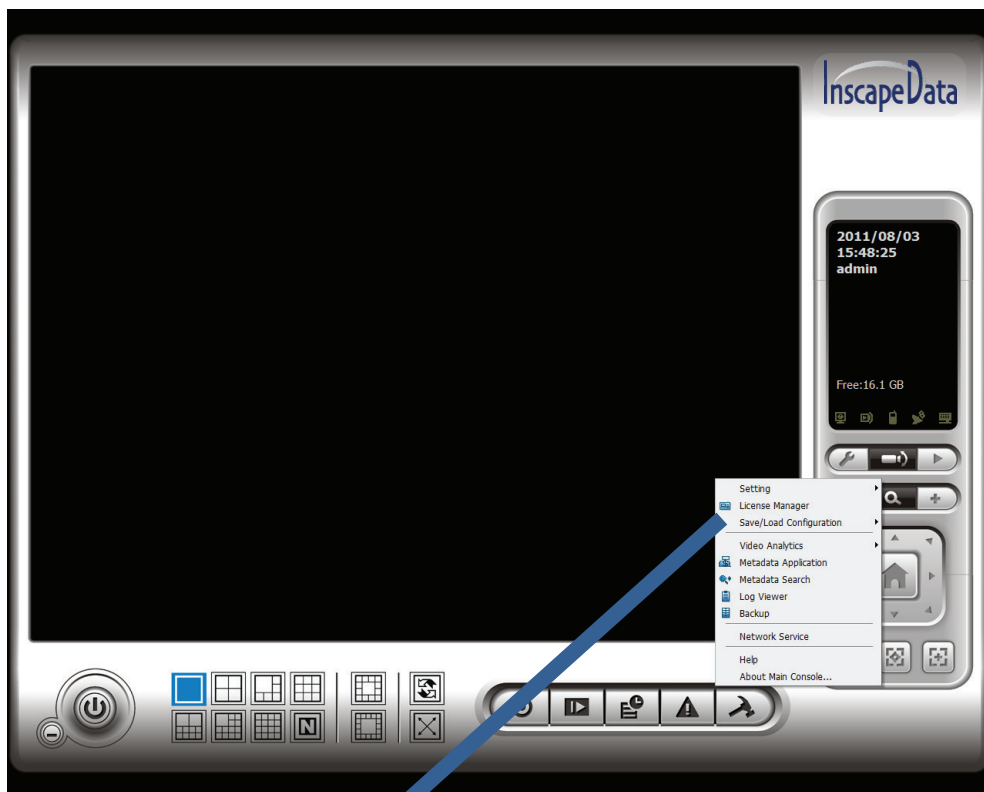 InscapeData
2011/08/03
15:48:25
admin
Free:16.1 GB
Setting
License Manager
Save/Load Configuration
Video Analytics
Metadata Application
Metadata Search
Log Viewer
Backup
Network Service
Help
About Main Console...
N